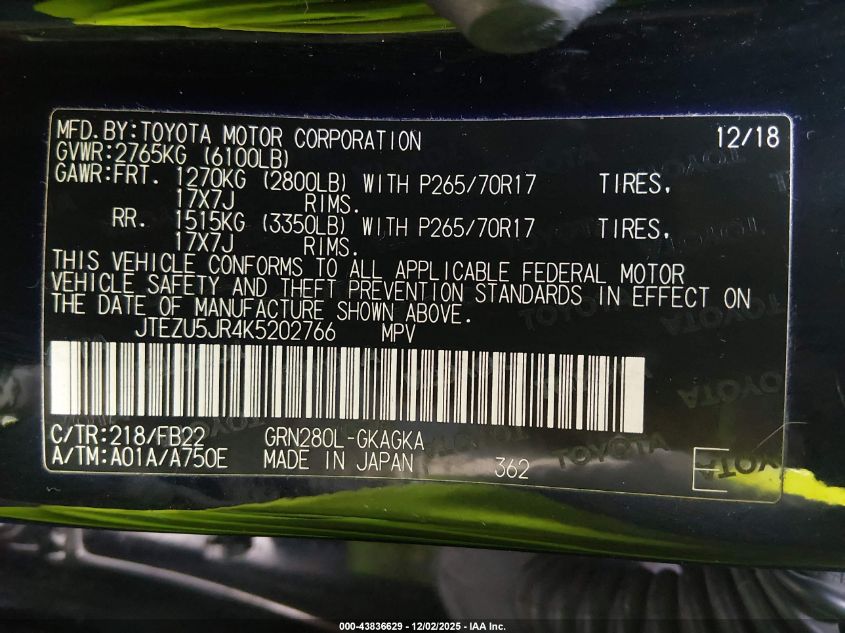 MFD.BY:TOYOTA MOTOR CORPORATION 12/18
GVWR:2765KG (6100LB)
GAWR:FRT. 1270KG (2800LB) WITH P265/70R17 TIRES.
17X7J RIMS.
RR. 1515KG (3350LB) WITH P265/70R17 TIRES.
17X7J RIMS.
THIS VEHICLE CONFORMS TO ALL APPLICABLE FEDERAL MOTOR
VEHICLE SAFETY AND THEFT PREVENTION STANDARDS IN EFFECT ON
THE DATE OF MANUFACTURE SHOWN ABOVE.
JTEZU5JR4K5202766 MPV
C/TR:218/FB22 GRN280L-GKAGKA
A/TM:A01A/A750E MADE IN JAPAN 362
TOYOTA
TOYOTA
TOYOTA
000-43836629 - 12/02/2025 - IAA Inc.